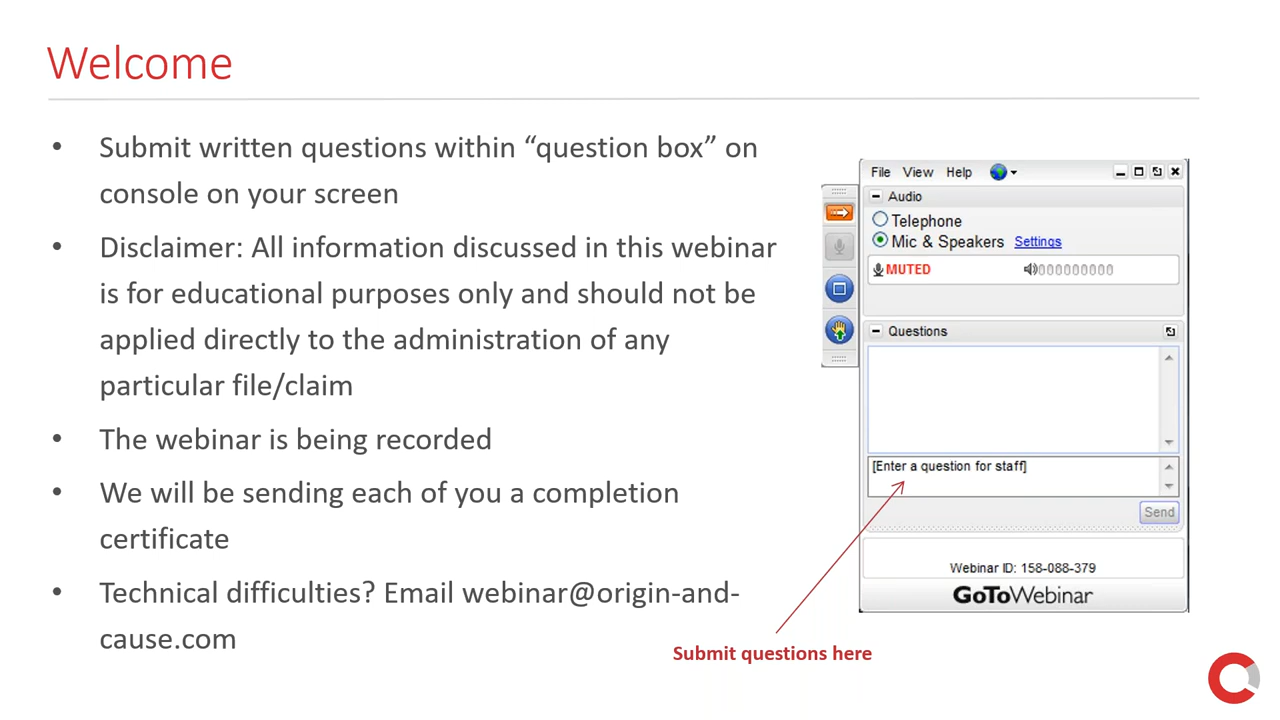 Welcome
• Submit written questions within “question box” on
console on your screen
• Disclaimer: All information discussed in this webinar
is for educational purposes only and should not be
applied directly to the administration of any
particular file/claim
• The webinar is being recorded
• We will be sending each of you a completion
certificate
• Technical difficulties? Email webinar@origin-and-
cause.com
File View Help
Audio
Telephone
Mic & Speakers Settings
MUTED 000000000
Questions
[Enter a question for staff]
Send
Webinar ID: 158-088-379
GoToWebinar
Submit questions here